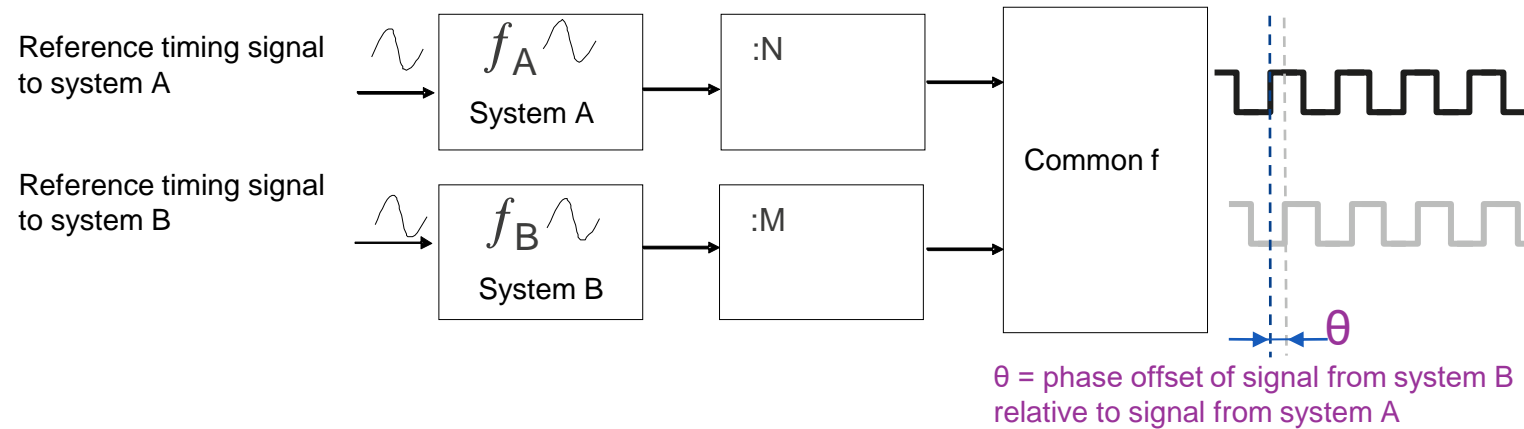 Reference timing signal
to system A
fA
System A
:N
Reference timing signal
to system B
fB
System B
:M
Common f
θ
θ = phase offset of signal from system B
relative to signal from system A